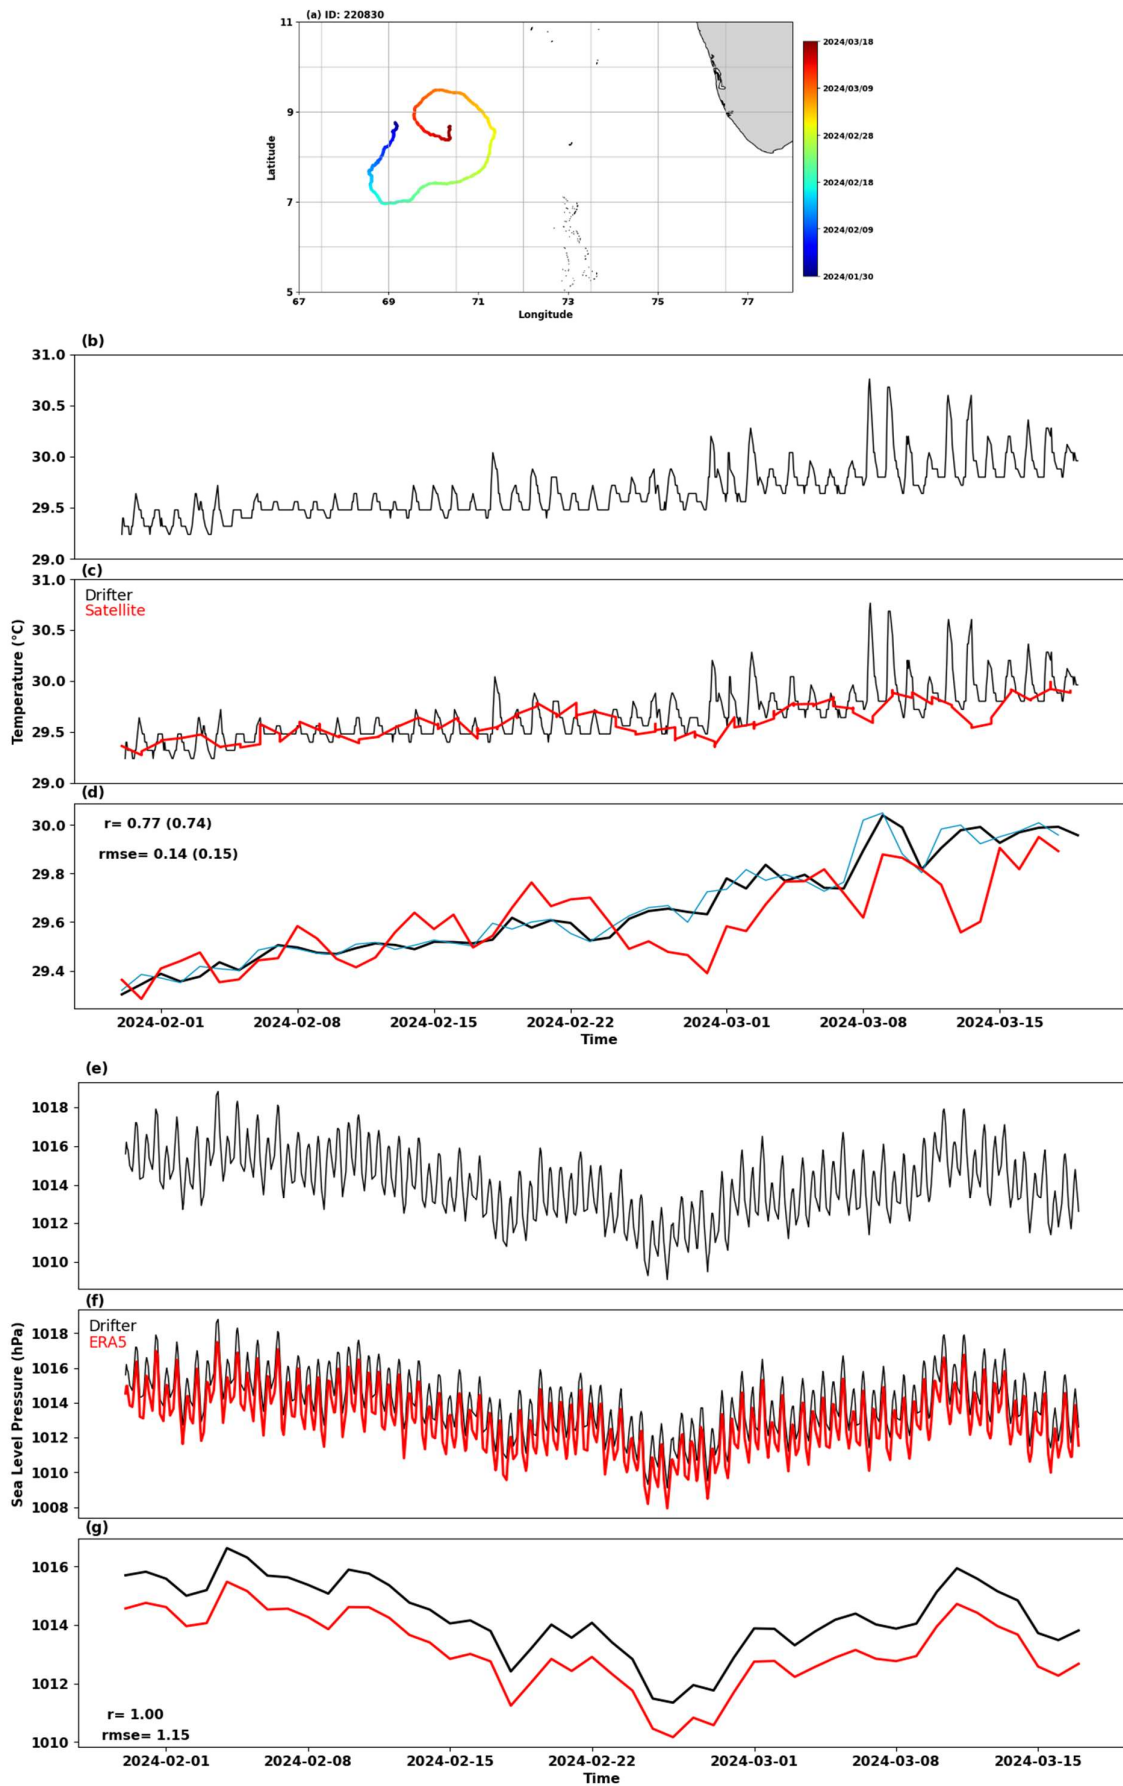 (a) ID: 220830
11
9
7
5
Latitude
67 69 71 73 75 77
Longitude
2024/03/18
2024/03/09
2024/02/28
2024/02/18
2024/02/09
2024/01/30
(b)
31.0
30.5
30.0
29.5
29.0
(c)
31.0
30.5
30.0
29.5
29.0
Drifter
Satellite
Temperature (°C)
(d)
r= 0.77 (0.74)
rmse= 0.14 (0.15)
30.0
29.8
29.6
29.4
2024-02-01 2024-02-08 2024-02-15 2024-02-22 2024-03-01 2024-03-08 2024-03-15
Time
(e)
1018
1016
1014
1012
1010
(f)
Drifter
ERA5
1018
1016
1014
1012
1010
1008
Sea Level Pressure (hPa)
(g)
1016
1014
1012
1010
r= 1.00
rmse= 1.15
2024-02-01 2024-02-08 2024-02-15 2024-02-22 2024-03-01 2024-03-08 2024-03-15
Time